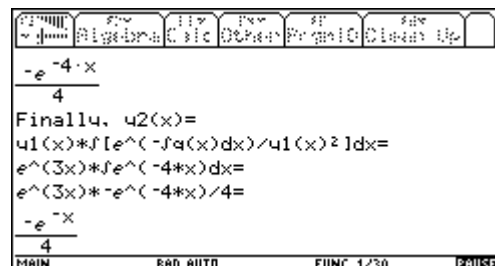 Algebra Calc Other PrgmIO Clean Up
-e^-4·x
4
Finally, y2(x)=
y1(x)*∫[e^(-∫q(x)dx)/y1(x)²]dx=
e^(3x)*∫e^(-4*x)dx=
e^(3x)*-e^(-4*x)/4=
-e^-x
4
MAIN RAD AUTO FUNC 1/30 PAUSE